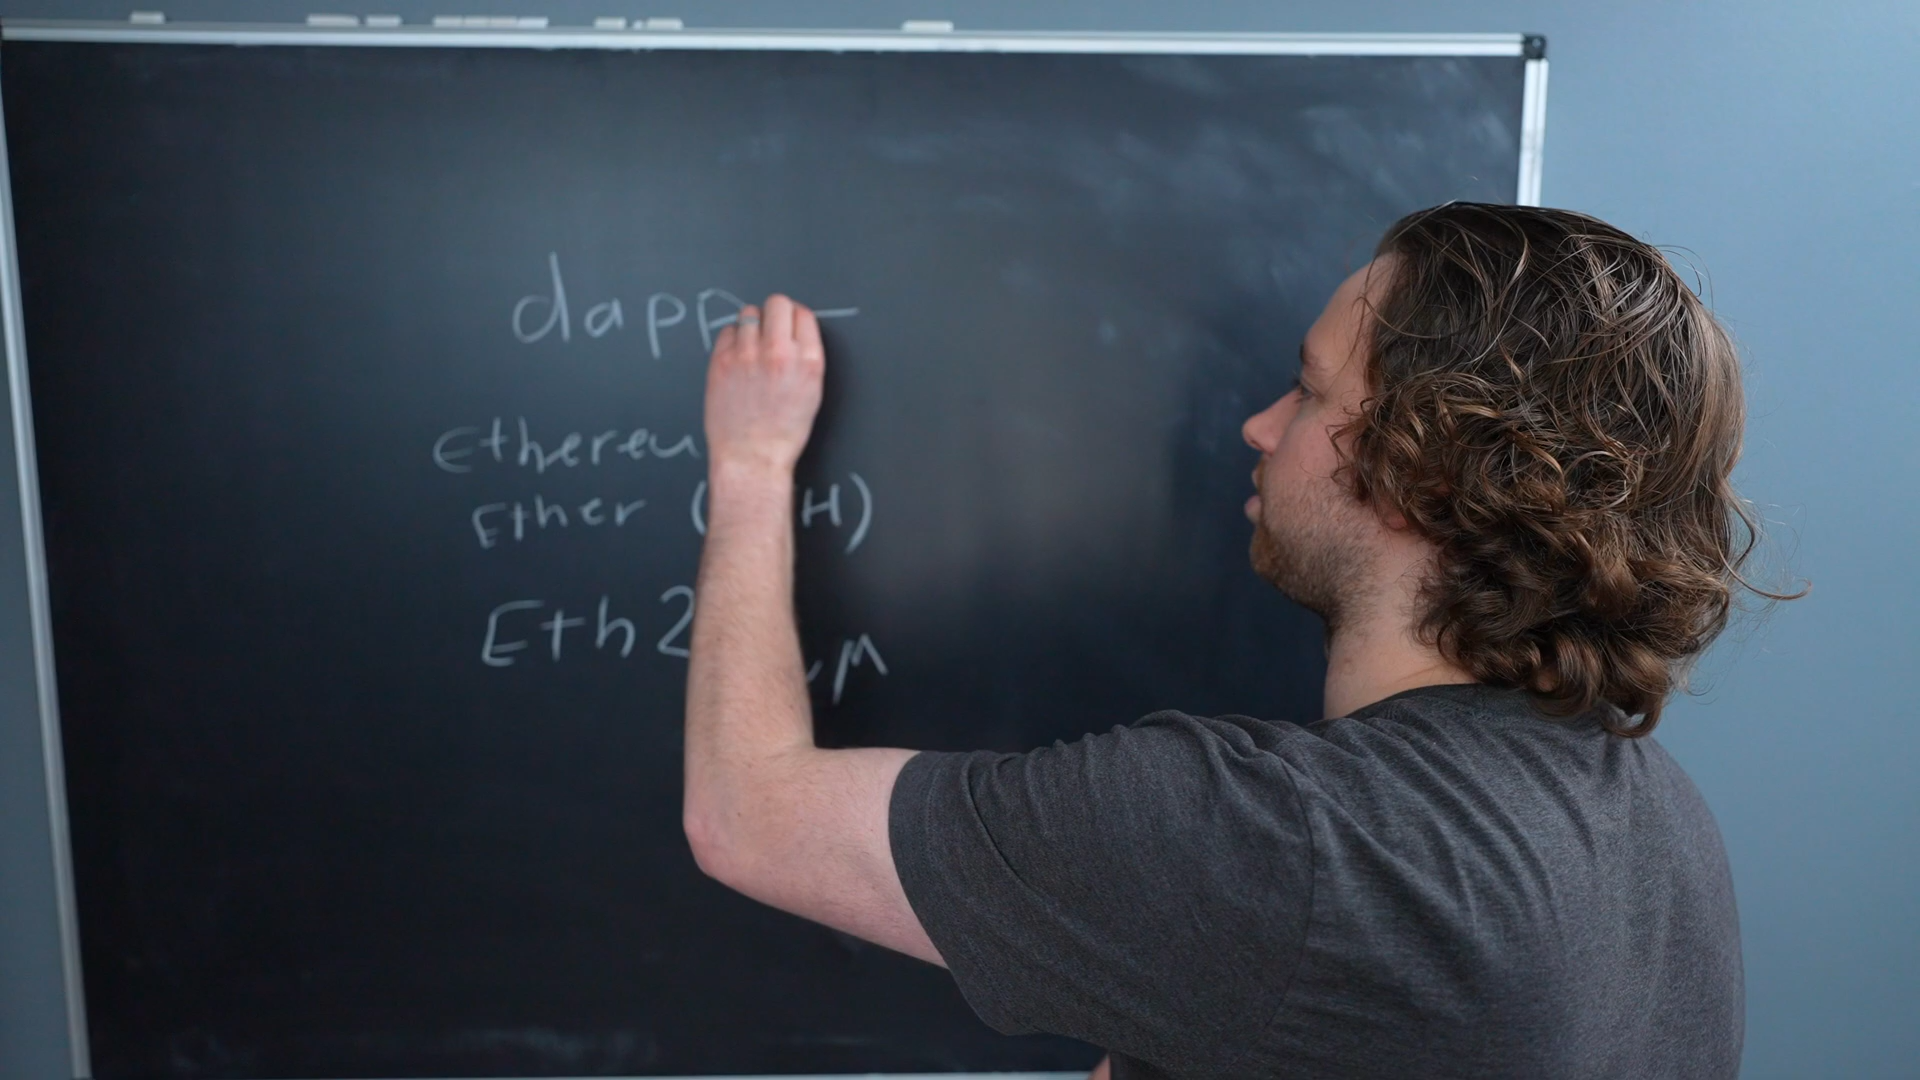 dapp —
Ethereu
Ether ( H)
Eth2